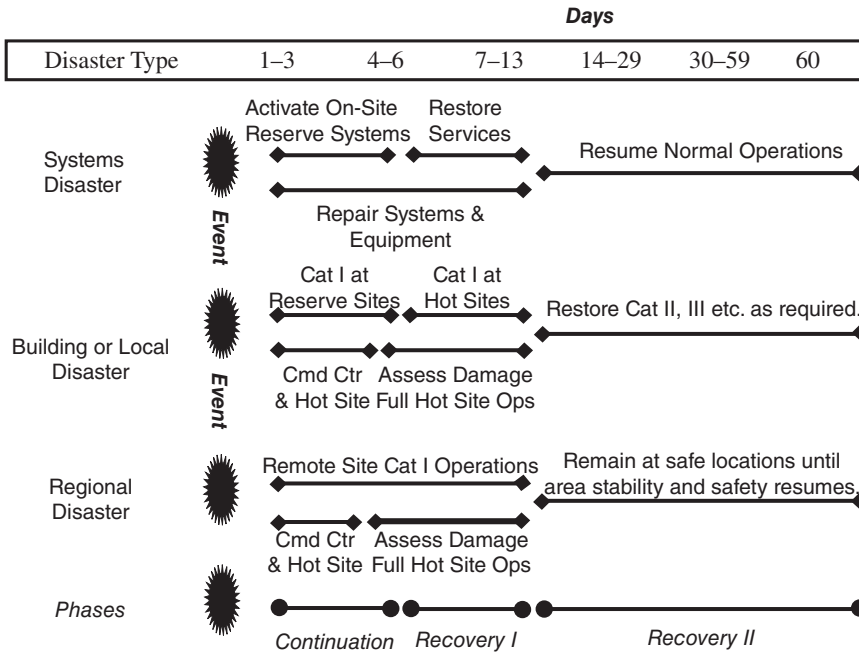 Days
Disaster Type 1–3 4–6 7–13 14–29 30–59 60
Activate On-Site
Reserve Systems
Restore
Services
Systems
Disaster
Resume Normal Operations
Event
Repair Systems &
Equipment
Cat I at
Reserve Sites
Cat I at
Hot Sites
Restore Cat II, III etc. as required.
Building or Local
Disaster
Event
Cmd Ctr
& Hot Site
Assess Damage
Full Hot Site Ops
Remote Site Cat I Operations
Remain at safe locations until
area stability and safety resumes.
Regional
Disaster
Cmd Ctr
& Hot Site
Assess Damage
Full Hot Site Ops
Phases
Continuation
Recovery I
Recovery II